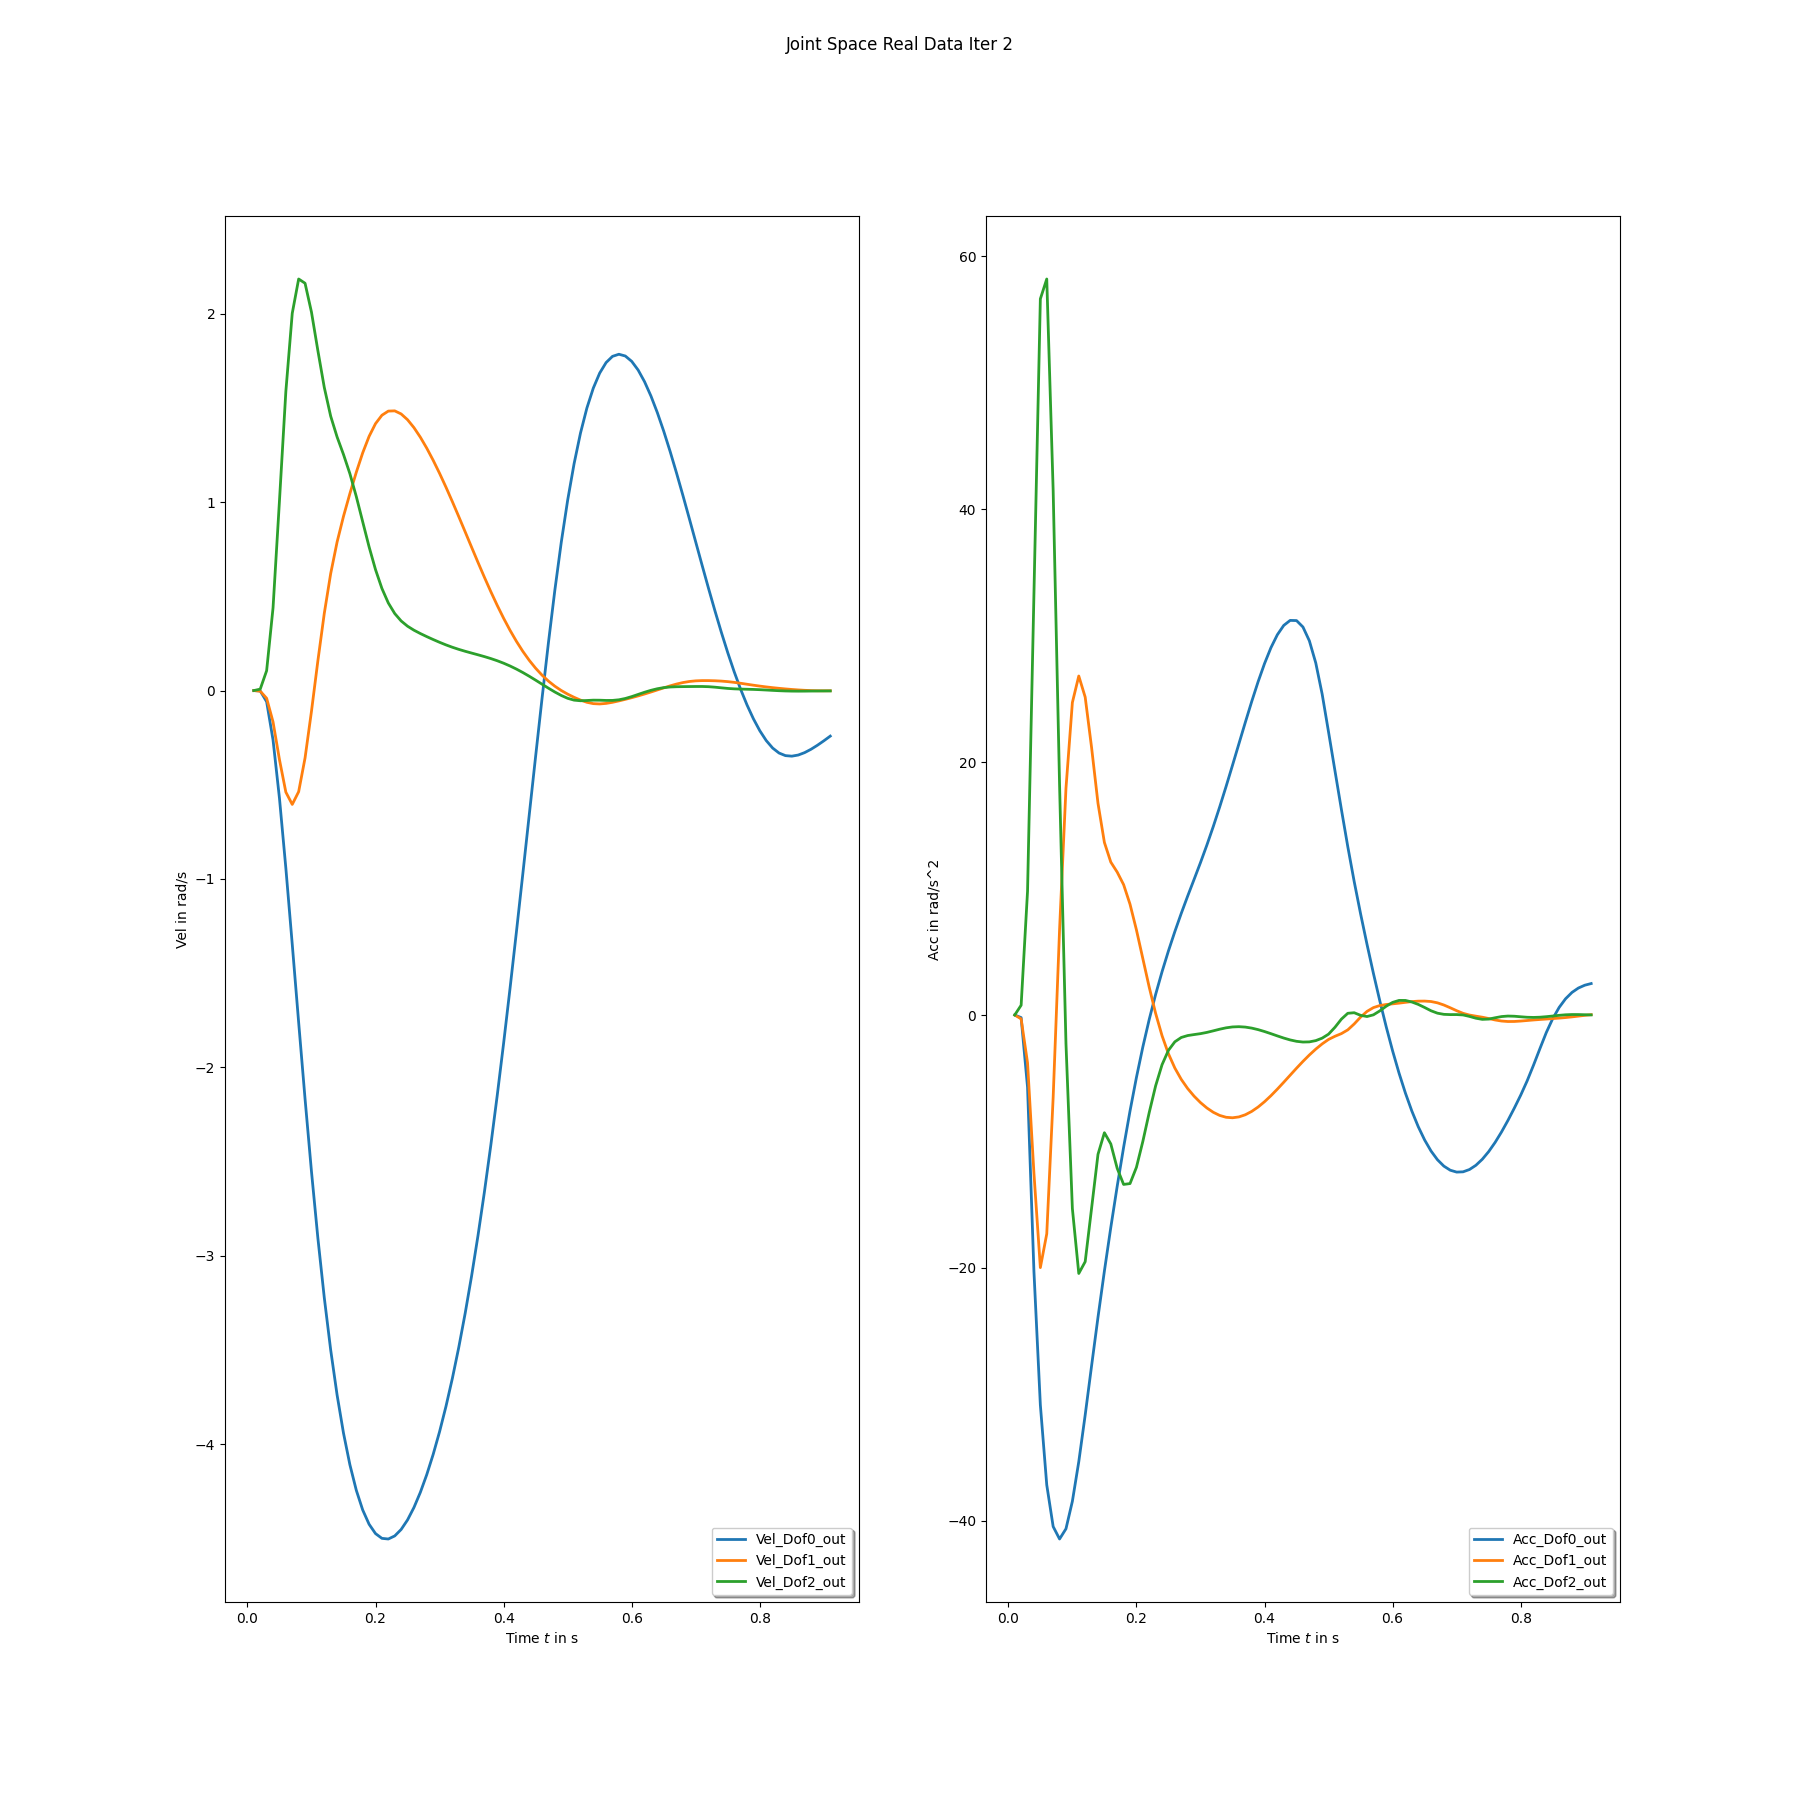 Joint Space Real Data Iter 2
Vel in rad/s
2
1
0
−1
−2
−3
−4
0.0 0.2 0.4 0.6 0.8
Time t in s
Vel_Dof0_out
Vel_Dof1_out
Vel_Dof2_out
Acc in rad/s^2
60
40
20
0
−20
−40
0.0 0.2 0.4 0.6 0.8
Time t in s
Acc_Dof0_out
Acc_Dof1_out
Acc_Dof2_out